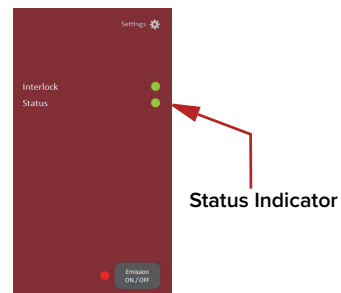 Settings
Interlock
Status
Status Indicator
Emission
ON / OFF